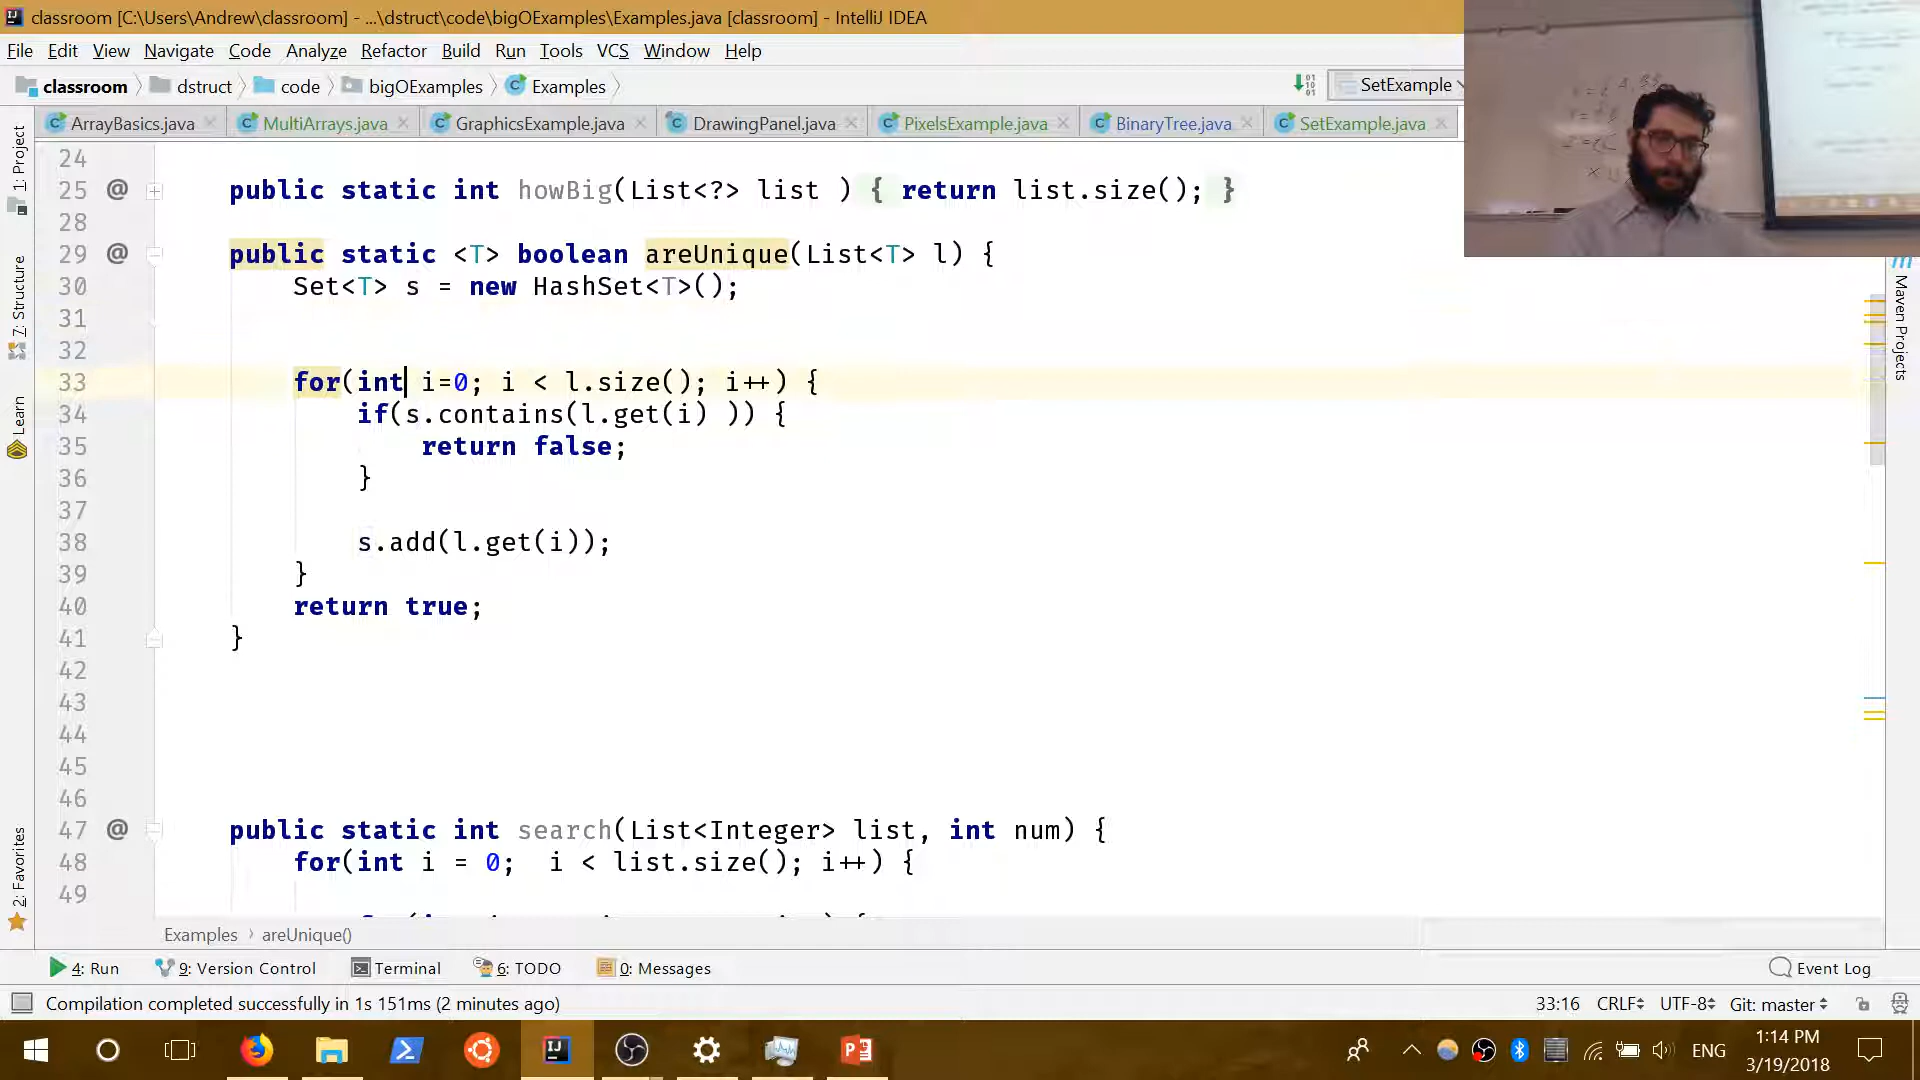 classroom [C:\Users\Andrew\classroom] - ...\dstruct\code\bigOExamples\Examples.java [classroom] - IntelliJ IDEA
File Edit View Navigate Code Analyze Refactor Build Run Tools VCS Window Help
classroom dstruct code bigOExamples Examples SetExample
ArrayBasics.java MultiArrays.java GraphicsExample.java DrawingPanel.java PixelsExample.java BinaryTree.java SetExample.java
1: Project
7: Structure
Learn
2: Favorites
Maven Projects
24
25 @ public static int howBig(List<?> list ) { return list.size(); }
28
29 @ public static <T> boolean areUnique(List<T> l) {
30 Set<T> s = new HashSet<T>();
31
32
33 for(int i=0; i < l.size(); i++) {
34 if(s.contains(l.get(i) )) {
35 return false;
36 }
37
38 s.add(l.get(i));
39 }
40 return true;
41 }
42
43
44
45
46
47 @ public static int search(List<Integer> list, int num) {
48 for(int i = 0; i < list.size(); i++) {
49
Examples areUnique()
4: Run 9: Version Control Terminal 6: TODO 0: Messages Event Log
Compilation completed successfully in 1s 151ms (2 minutes ago) 33:16 CRLF UTF-8 Git: master
ENG
1:14 PM
3/19/2018